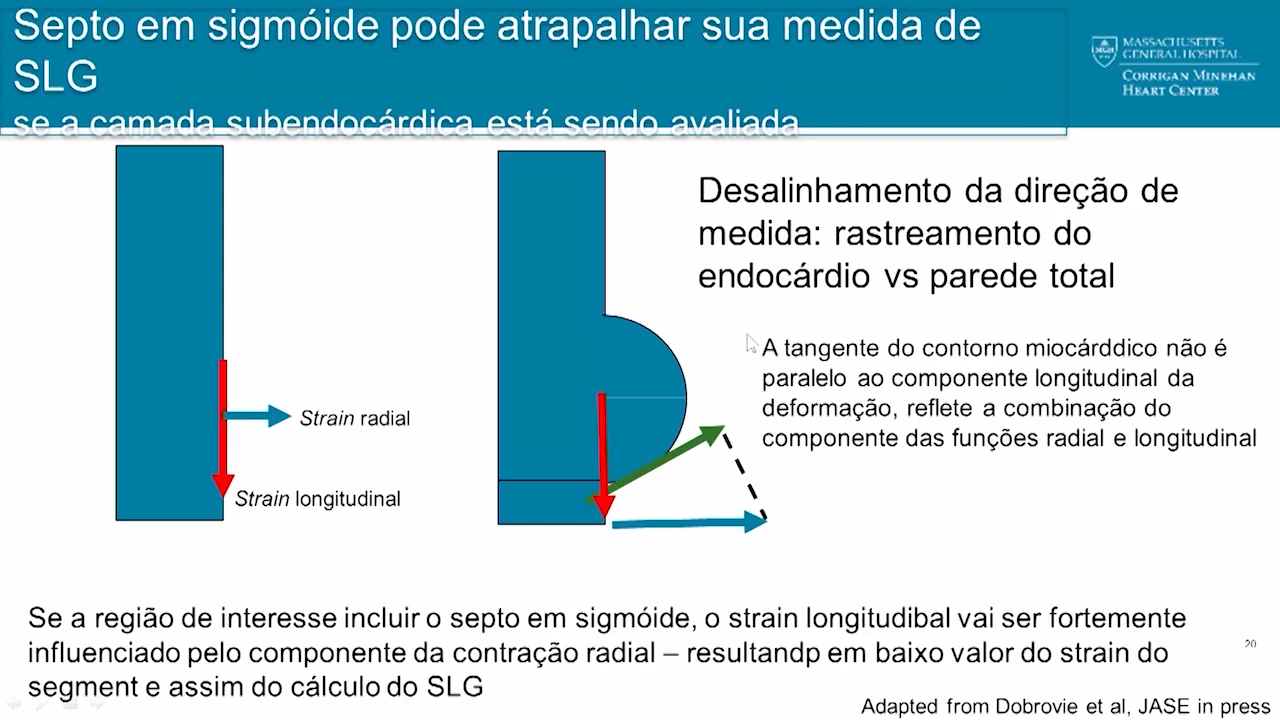 Septo em sigmóide pode atrapalhar sua medida de
SLG
se a camada subendocárdica está sendo avaliada
MASSACHUSETTS
GENERAL HOSPITAL
CORRIGAN MINEHAN
HEART CENTER
Desalinhamento da direção de
medida: rastreamento do
endocárdio vs parede total
A tangente do contorno miocárddico não é
paralelo ao componente longitudinal da
deformação, reflete a combinação do
componente das funções radial e longitudinal
Strain radial
Strain longitudinal
Se a região de interesse incluir o septo em sigmóide, o strain longitudibal vai ser fortemente
influenciado pelo componente da contração radial – resultandp em baixo valor do strain do
segment e assim do cálculo do SLG
20
Adapted from Dobrovie et al, JASE in press